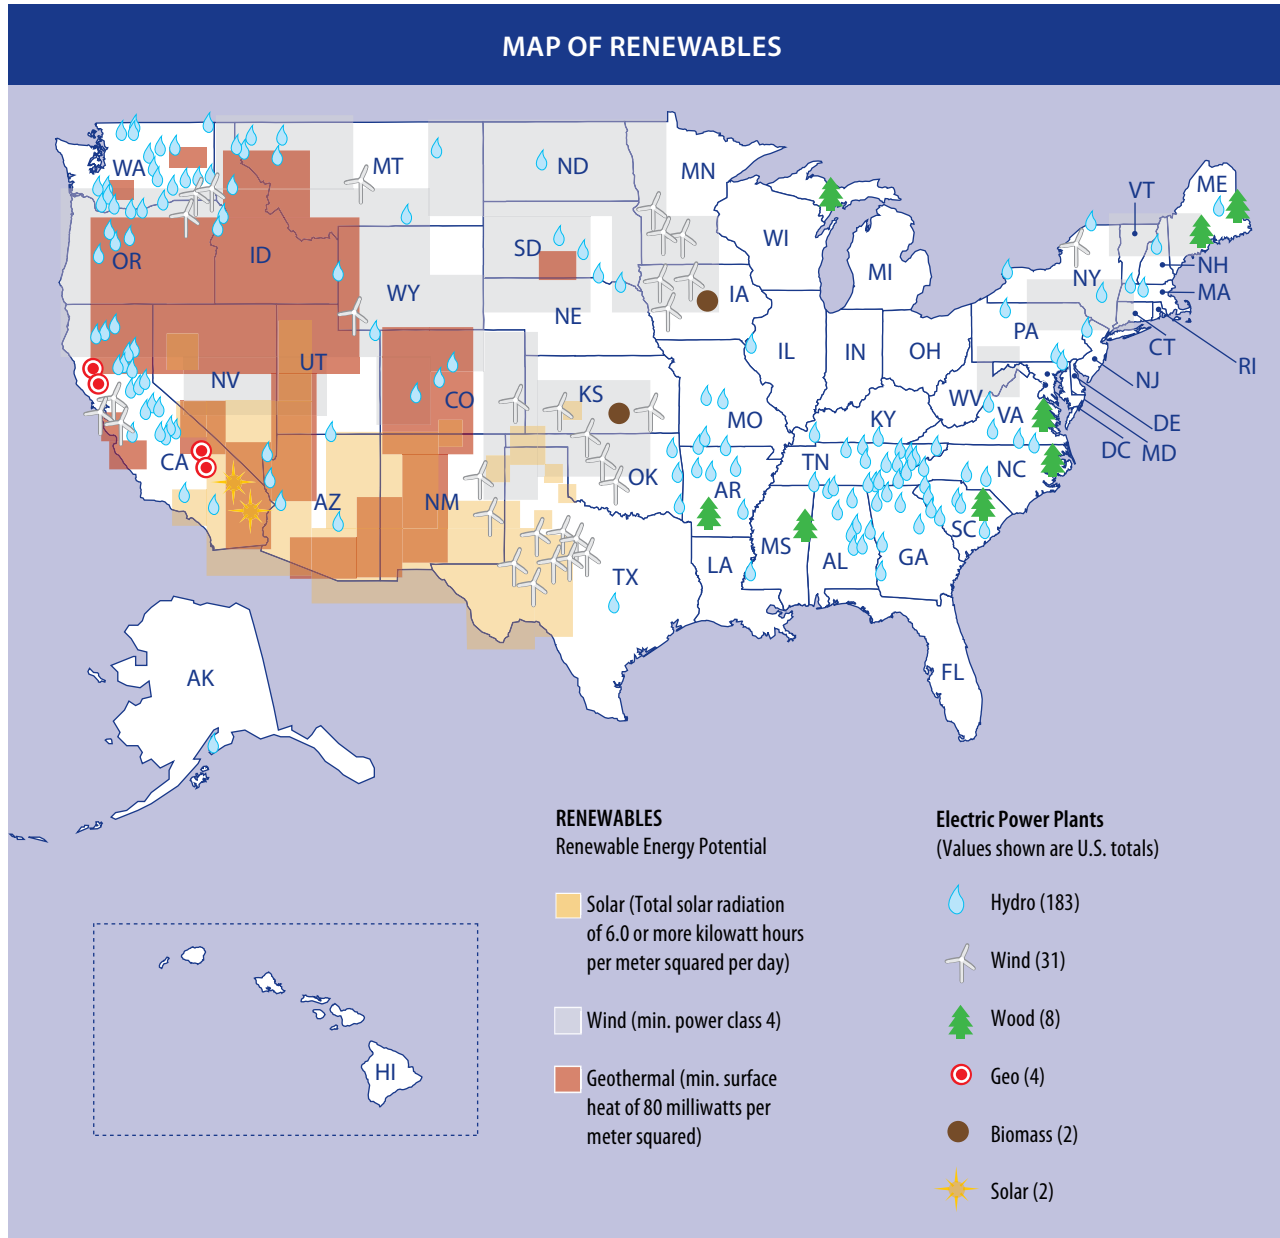 MAP OF RENEWABLES
WA
MT
ND
MN
VT
ME
OR
ID
SD
WI
MI
NY
NH
MA
WY
IA
NE
PA
CT
RI
NV
UT
IL
IN
OH
NJ
CO
KS
MO
KY
WV
VA
DE
DC
MD
CA
AZ
NM
OK
AR
TN
NC
SC
MS
AL
GA
LA
TX
FL
AK
HI
RENEWABLES
Renewable Energy Potential
Solar (Total solar radiation
of 6.0 or more kilowatt hours
per meter squared per day)
Wind (min. power class 4)
Geothermal (min. surface
heat of 80 milliwatts per
meter squared)
Electric Power Plants
(Values shown are U.S. totals)
Hydro (183)
Wind (31)
Wood (8)
Geo (4)
Biomass (2)
Solar (2)